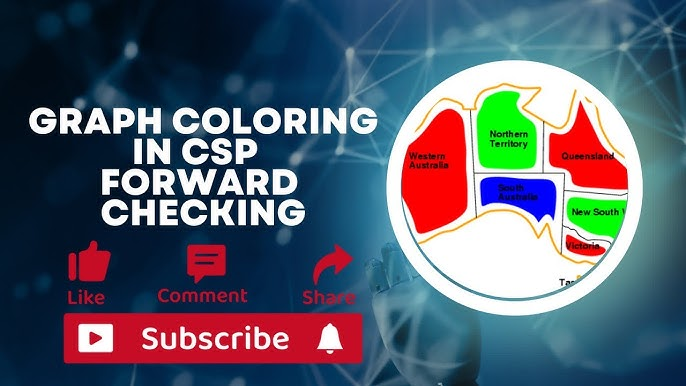 GRAPH COLORING
IN CSP
FORWARD
CHECKING
Like
Comment
Share
Subscribe
Western
Australia
Northern
Territory
Queensland
South
Australia
New South
Victoria